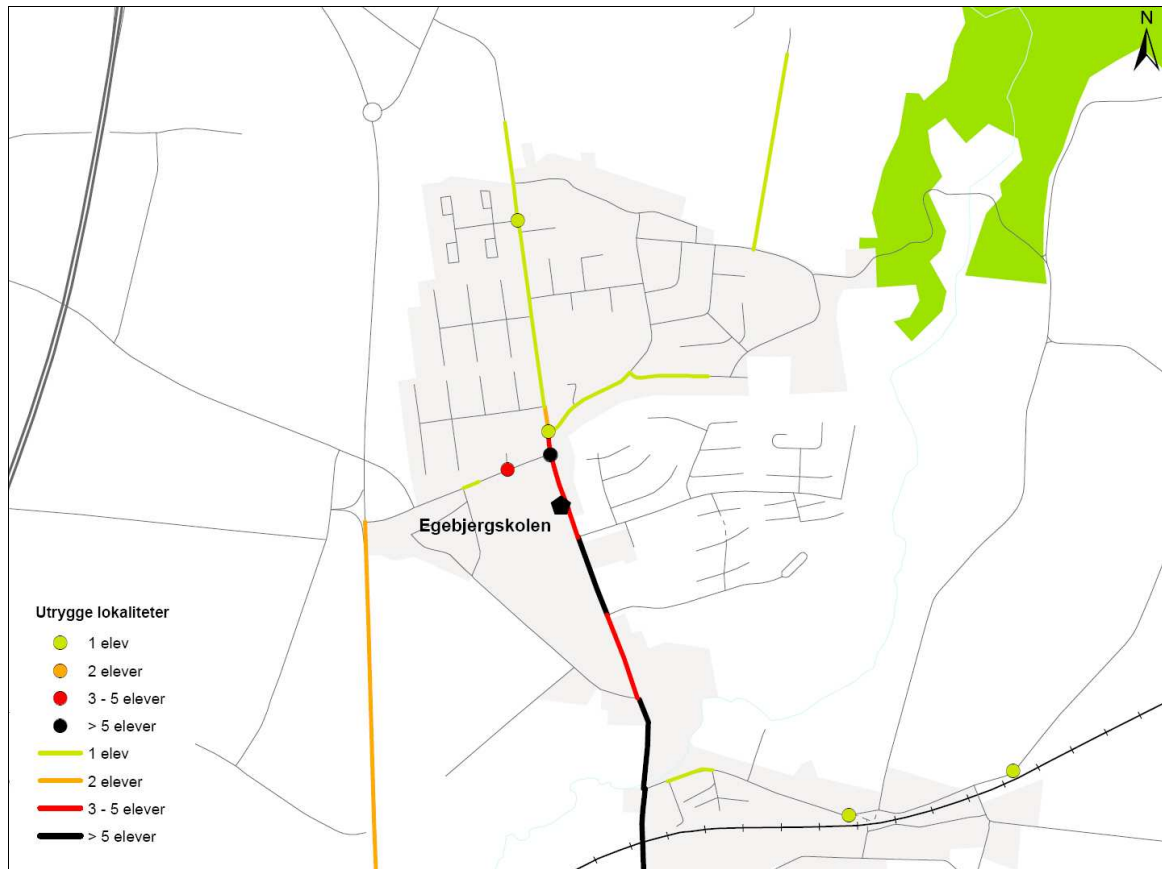 N
Egebjergskolen
Utrygge lokaliteter
1 elev
2 elever
3 - 5 elever
> 5 elever
1 elev
2 elever
3 - 5 elever
> 5 elever